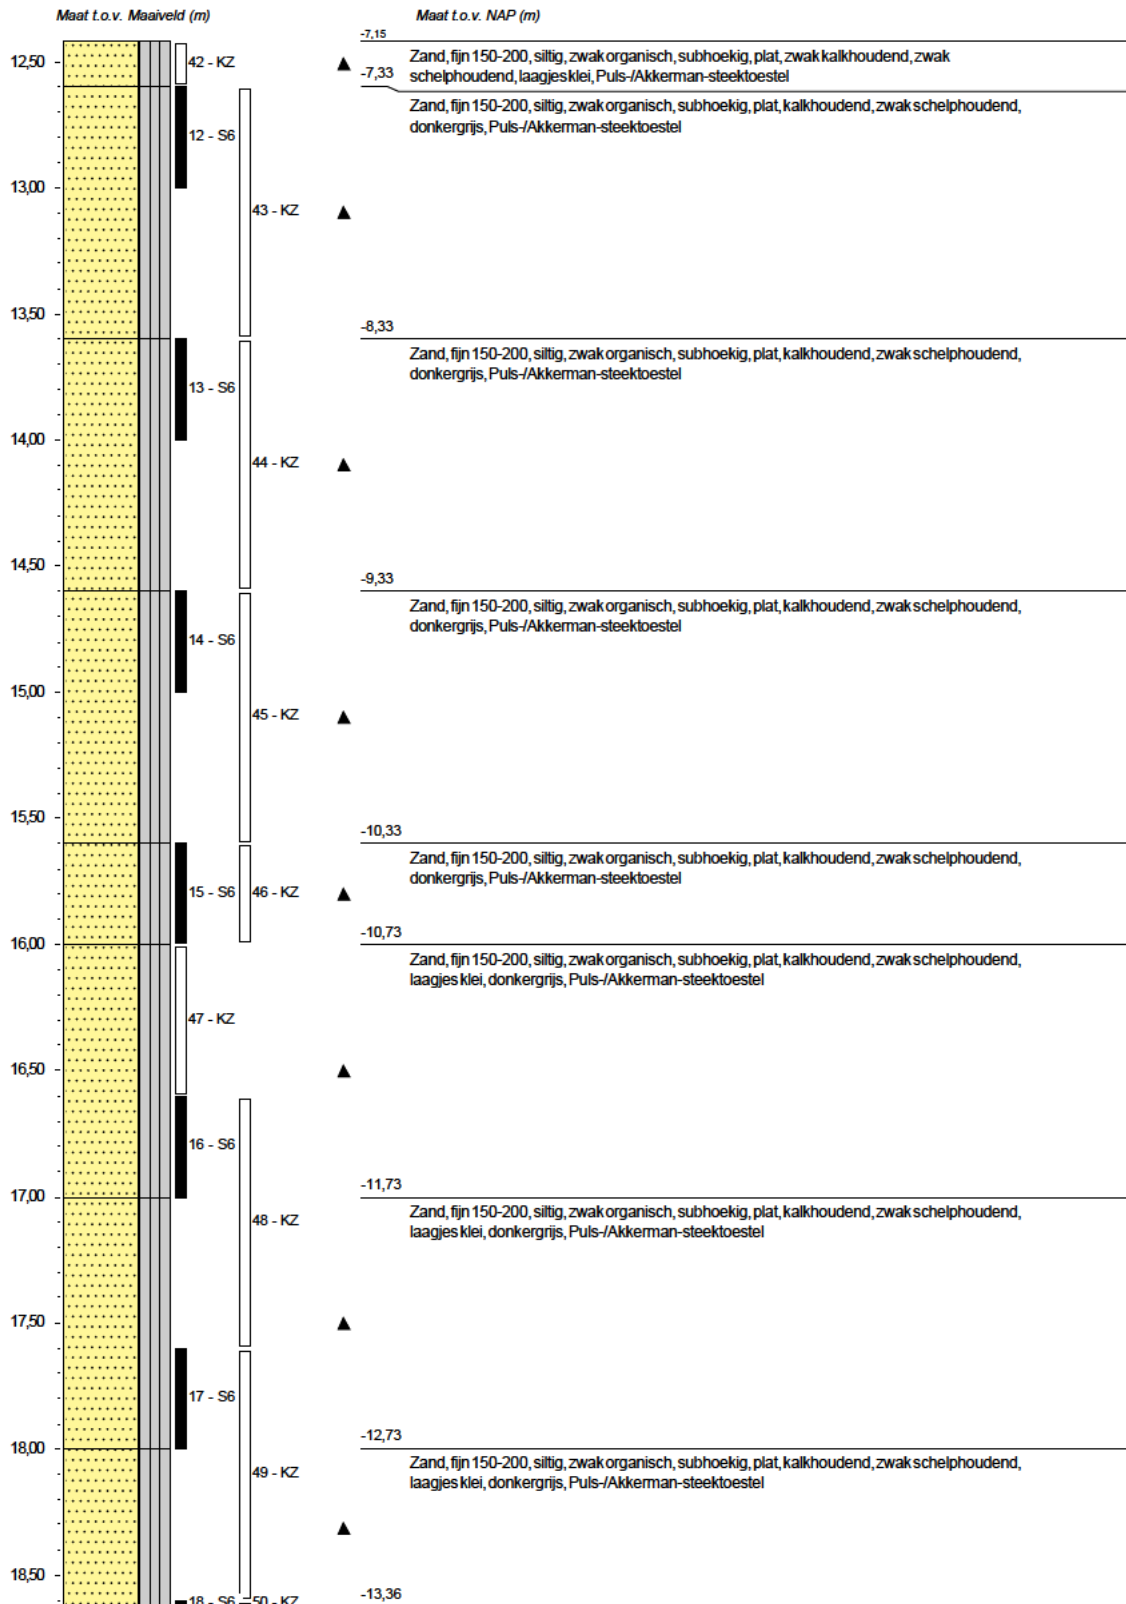 Maat t.o.v. Maaiveld (m)
Maat t.o.v. NAP (m)
-7,15
12,50
42 - KZ
Zand, fijn 150-200, siltig, zwak organisch, subhoekig, plat, zwak kalkhoudend, zwak
-7,33
schelphoudend, laagjes klei, Puls-/Akkerman-steektoestel
Zand, fijn 150-200, siltig, zwak organisch, subhoekig, plat, kalkhoudend, zwak schelphoudend,
donkergrijs, Puls-/Akkerman-steektoestel
12 - S6
13,00
43 - KZ
13,50
-8,33
Zand, fijn 150-200, siltig, zwak organisch, subhoekig, plat, kalkhoudend, zwak schelphoudend,
donkergrijs, Puls-/Akkerman-steektoestel
13 - S6
14,00
44 - KZ
14,50
-9,33
Zand, fijn 150-200, siltig, zwak organisch, subhoekig, plat, kalkhoudend, zwak schelphoudend,
donkergrijs, Puls-/Akkerman-steektoestel
14 - S6
15,00
45 - KZ
15,50
-10,33
Zand, fijn 150-200, siltig, zwak organisch, subhoekig, plat, kalkhoudend, zwak schelphoudend,
donkergrijs, Puls-/Akkerman-steektoestel
15 - S6
46 - KZ
-10,73
16,00
Zand, fijn 150-200, siltig, zwak organisch, subhoekig, plat, kalkhoudend, zwak schelphoudend,
laagjes klei, donkergrijs, Puls-/Akkerman-steektoestel
47 - KZ
16,50
16 - S6
-11,73
17,00
Zand, fijn 150-200, siltig, zwak organisch, subhoekig, plat, kalkhoudend, zwak schelphoudend,
laagjes klei, donkergrijs, Puls-/Akkerman-steektoestel
48 - KZ
17,50
17 - S6
-12,73
18,00
Zand, fijn 150-200, siltig, zwak organisch, subhoekig, plat, kalkhoudend, zwak schelphoudend,
laagjes klei, donkergrijs, Puls-/Akkerman-steektoestel
49 - KZ
18,50
-13,36
18 - S6
50 - KZ